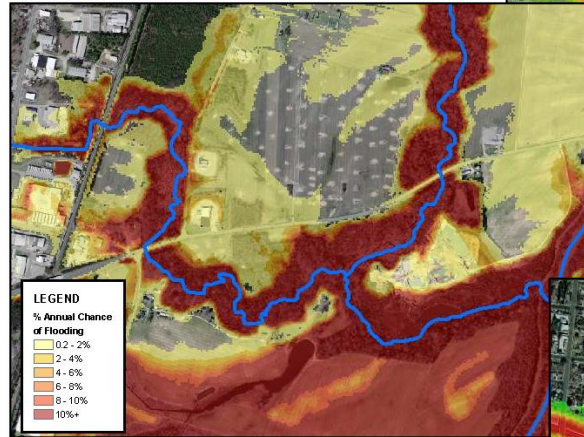 LEGEND
% Annual Chance
of Flooding
0.2 - 2%
2 - 4%
4 - 6%
6 - 8%
8 - 10%
10%+